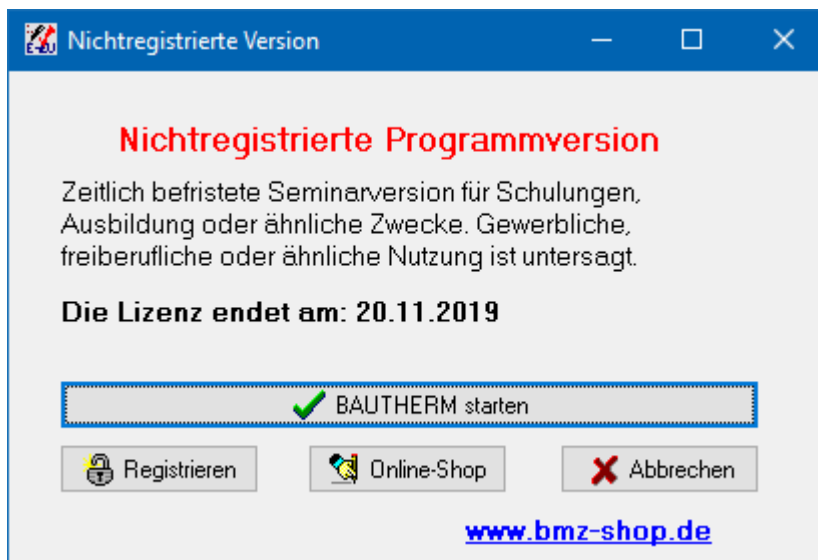 Nichtregistrierte Version
Nichtregistrierte Programmversion
Zeitlich befristete Seminarversion für Schulungen,
Ausbildung oder ähnliche Zwecke. Gewerbliche,
freiberufliche oder ähnliche Nutzung ist untersagt.
Die Lizenz endet am: 20.11.2019
BAUTHERM starten
Registrieren
Online-Shop
Abbrechen
www.bmz-shop.de